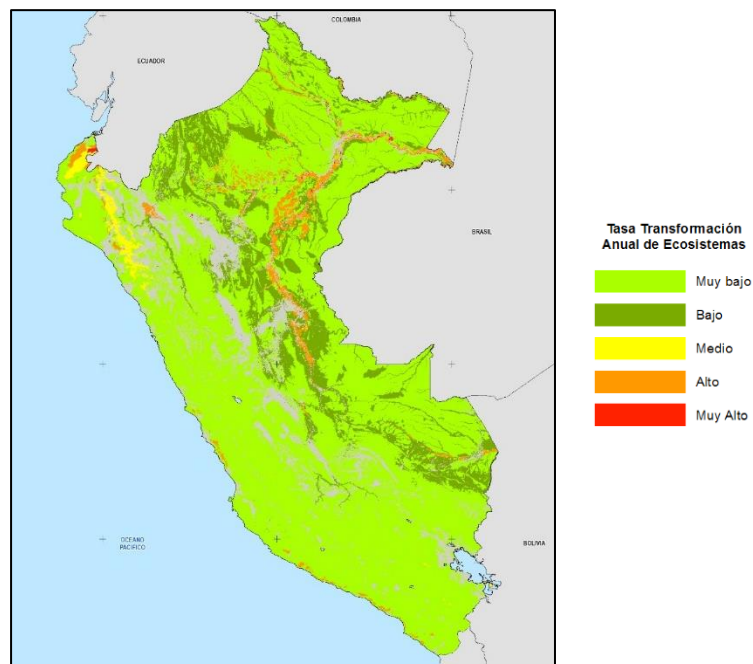 COLOMBIA
ECUADOR
BRASIL
OCEANO
PACIFICO
BOLIVIA
Tasa Transformación
Anual de Ecosistemas
Muy bajo
Bajo
Medio
Alto
Muy Alto